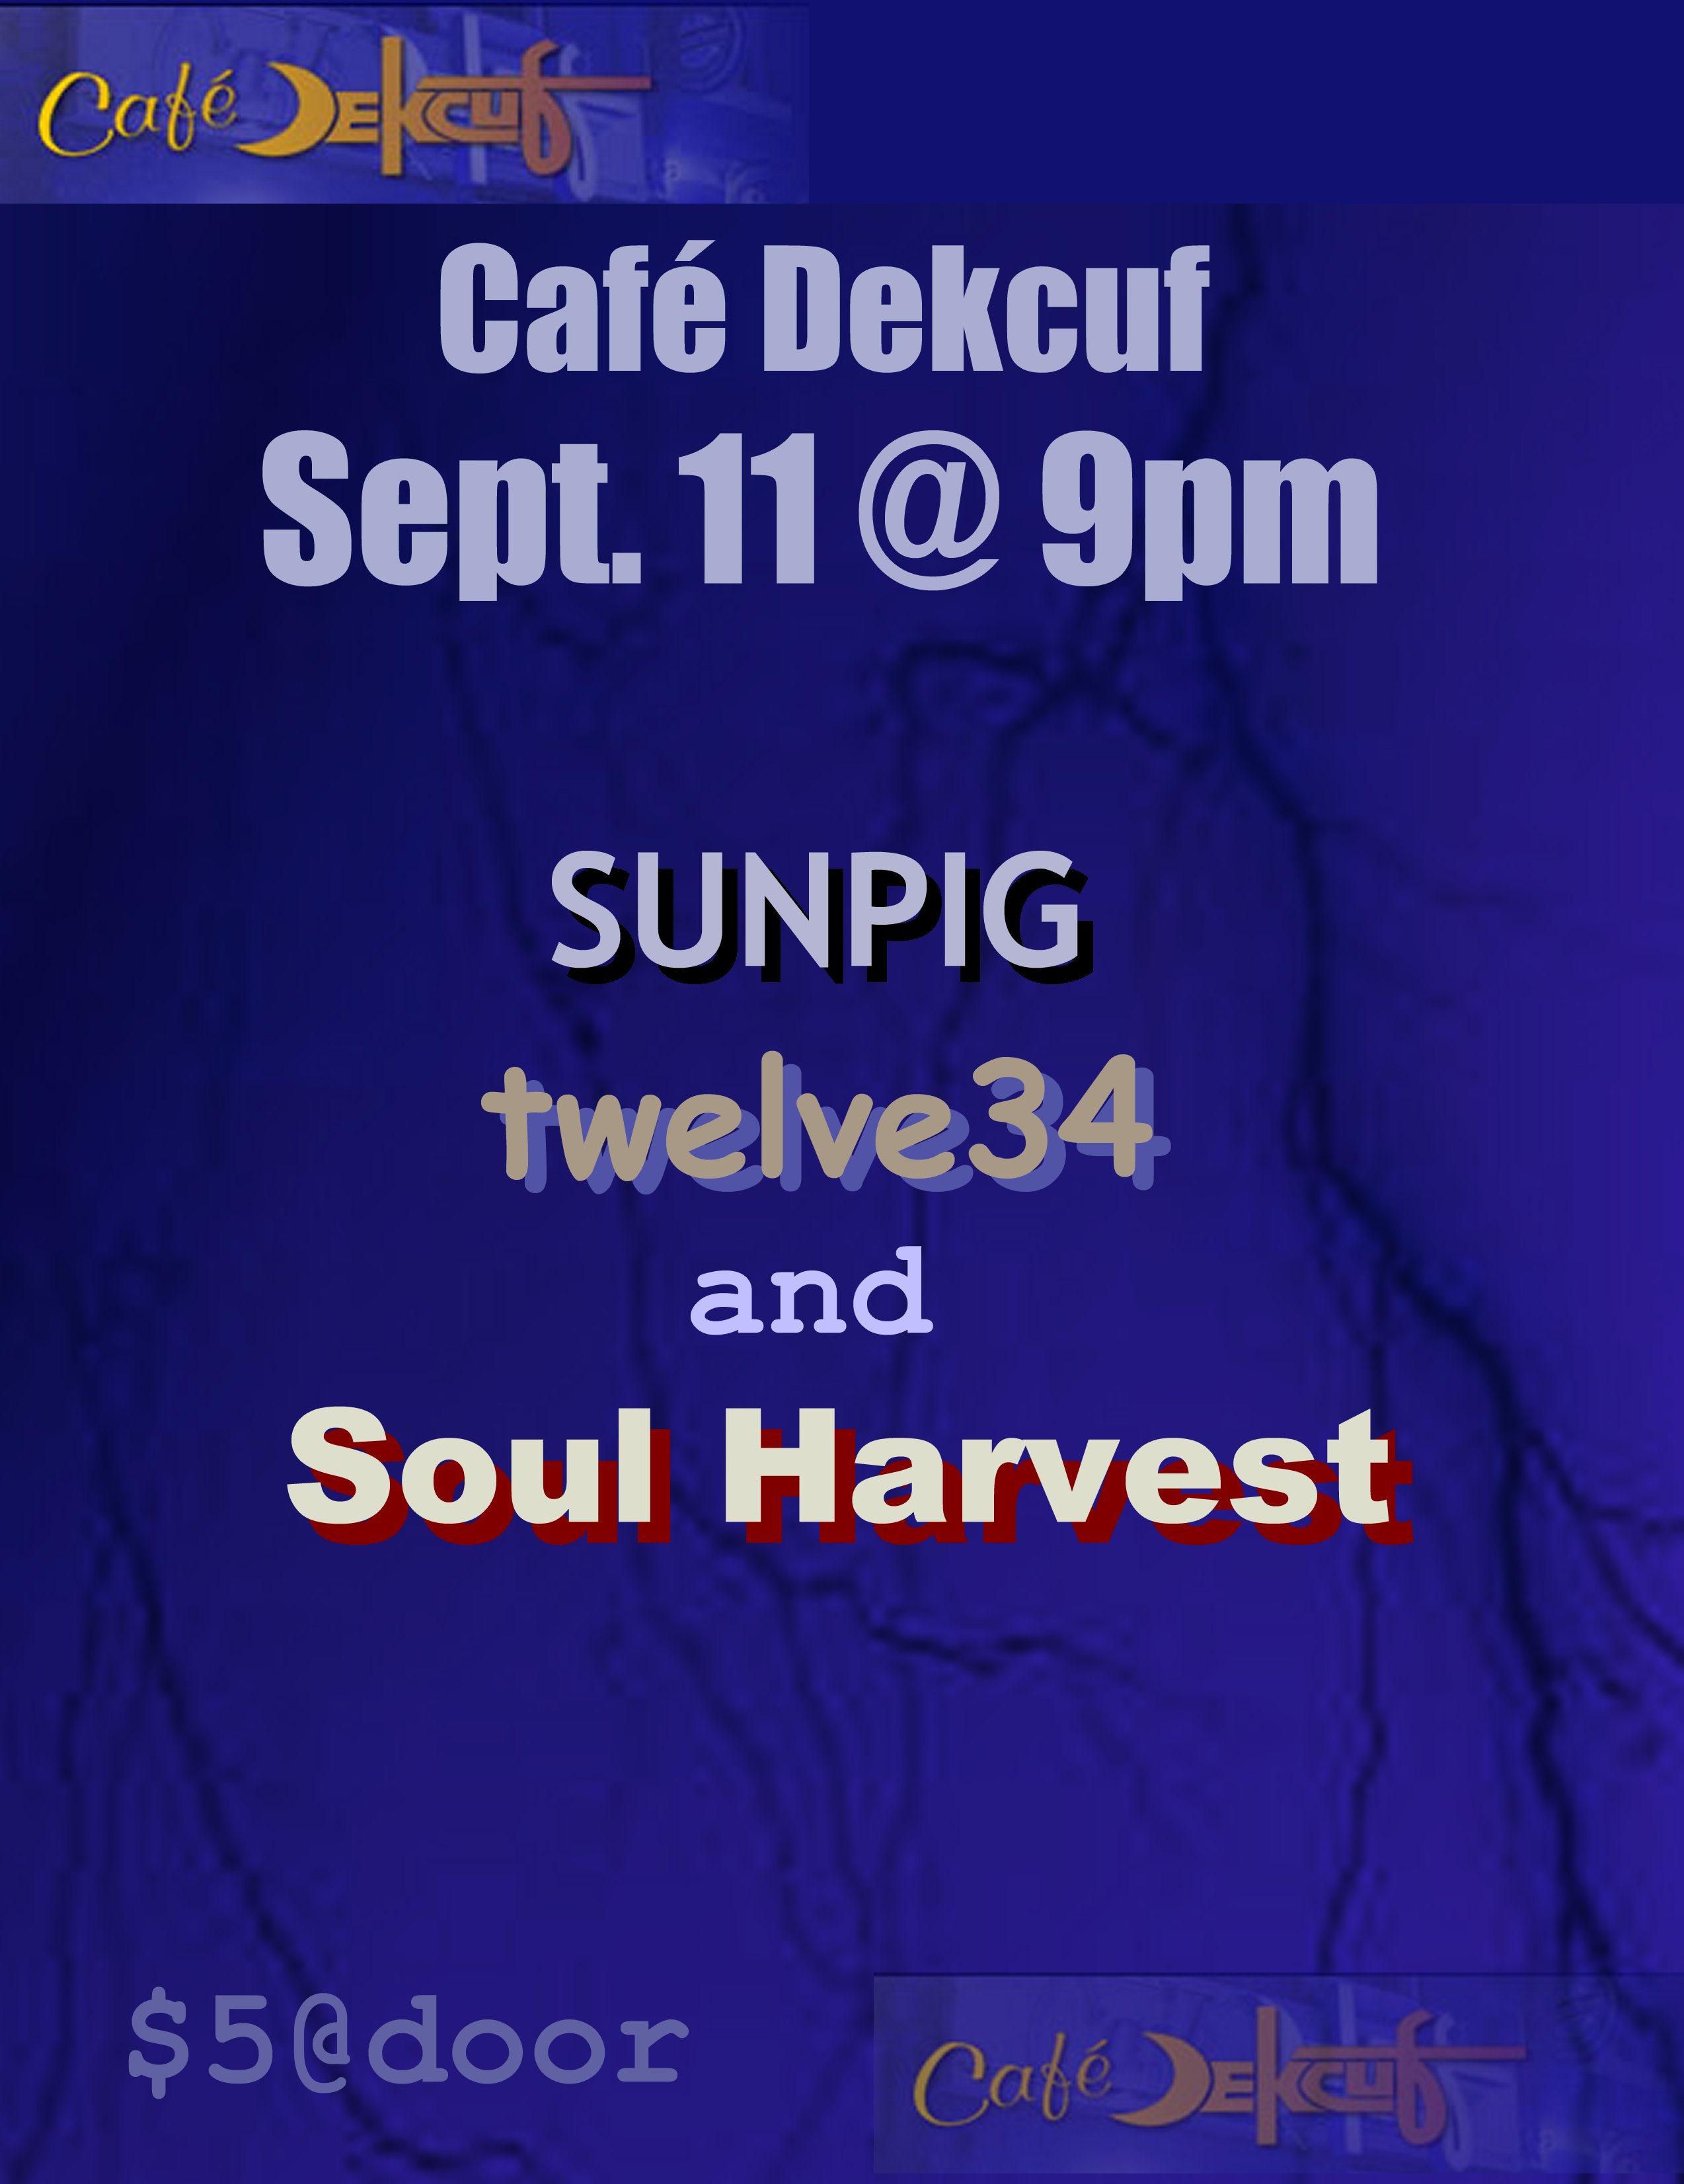 Café Dekcuf
Café Dekcuf
Sept. 11 @ 9pm
SUNPIG
twelve34
and
Soul Harvest
$5@door
Café Dekcuf